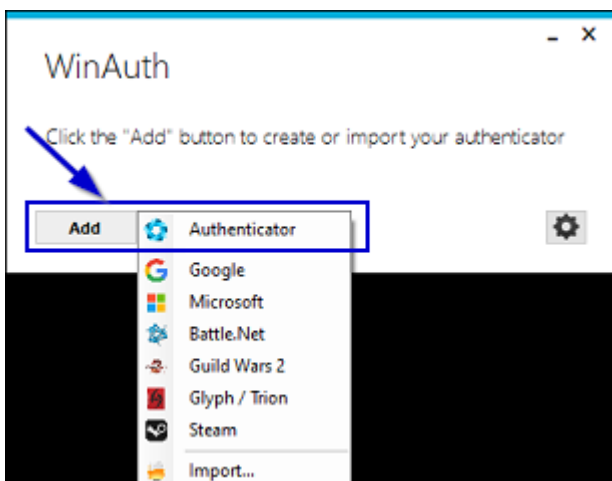 WinAuth
Click the "Add" button to create or import your authenticator
Add
Authenticator
Google
Microsoft
Battle.Net
Guild Wars 2
Glyph / Trion
Steam
Import...